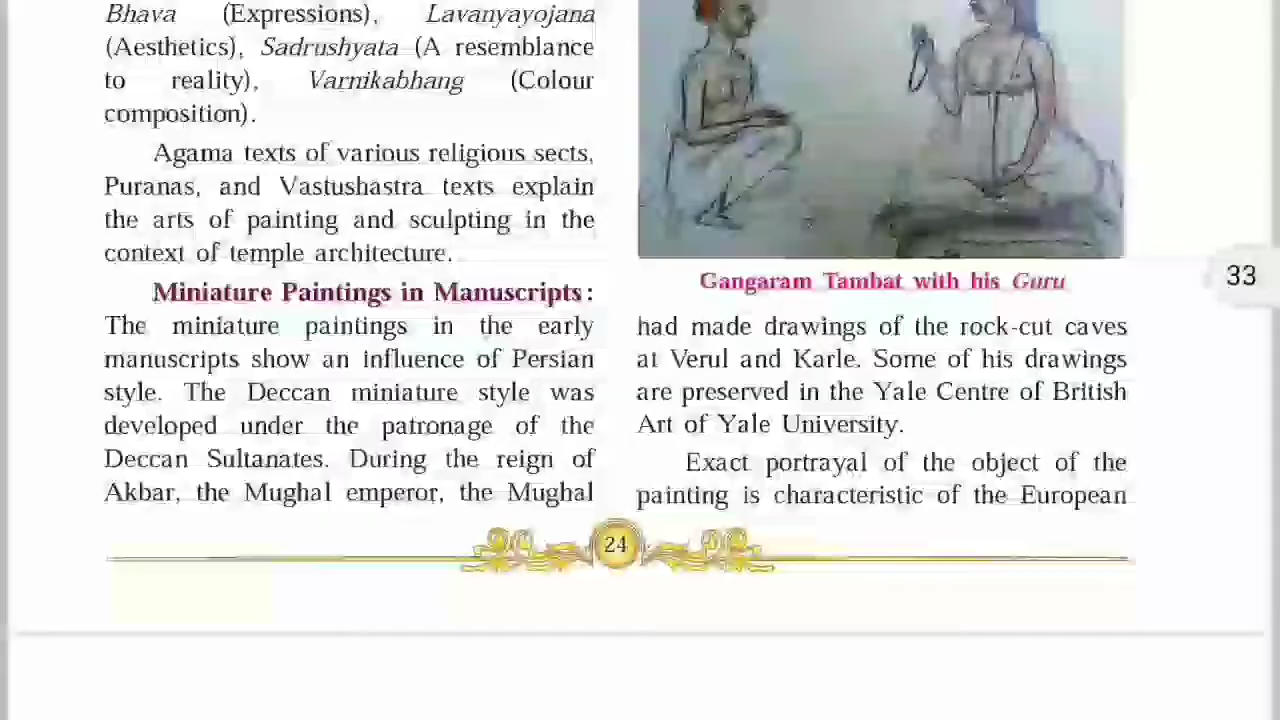 Bhava (Expressions), Lavanyayojana
(Aesthetics), Sadrushyata (A resemblance
to reality), Varnikabhang (Colour
composition).
Agama texts of various religious sects,
Puranas, and Vastushastra texts explain
the arts of painting and sculpting in the
context of temple architecture.
Miniature Paintings in Manuscripts:
The miniature paintings in the early
manuscripts show an influence of Persian
style. The Deccan miniature style was
developed under the patronage of the
Deccan Sultanates. During the reign of
Akbar, the Mughal emperor, the Mughal
Gangaram Tambat with his Guru
had made drawings of the rock-cut caves
at Verul and Karle. Some of his drawings
are preserved in the Yale Centre of British
Art of Yale University.
Exact portrayal of the object of the
painting is characteristic of the European
24
33